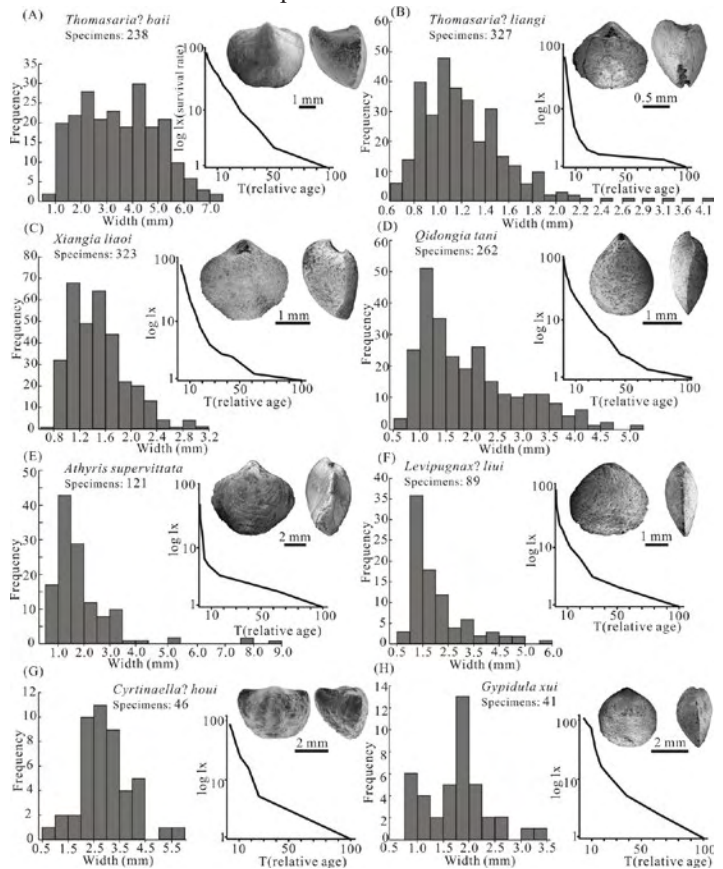 (A) Thomasaria? baii
Specimens: 238
Frequency
35
30
25
20
15
10
5
0
1.0 2.0 3.0 4.0 5.0 6.0 7.0
Width (mm)
log lx(survival rate)
100
10
1
50 100
T(relative age)
1 mm
(B) Thomasaria? liangi
Specimens: 327
Frequency
60
50
40
30
20
10
0
0.6 0.8 1.0 1.2 1.4 1.6 1.8 2.0 2.2 2.4 2.6 2.9 3.1 3.6 4.1
Width (mm)
log lx
100
10
1
10 50 100
T(relative age)
0.5 mm
(C) Xiangia liaoi
Specimens: 323
Frequency
80
70
60
50
40
30
20
10
0
0.8 1.2 1.6 2.0 2.4 2.8 3.2
Width (mm)
log lx
100
10
1
10 50 100
T(relative age)
1 mm
(D) Qidongia tani
Specimens: 262
Frequency
60
50
40
30
20
10
0
0.5 1.0 1.5 2.0 2.5 3.0 3.5 4.0 4.5 5.0
Width (mm)
log lx
100
10
1
10 50 100
T(relative age)
1 mm
(E) Athyris supervittata
Specimens: 121
Frequency
50
40
30
20
10
0
1.0 2.0 3.0 4.0 5.0 6.0 7.0 8.0 9.0
Width (mm)
log lx
100
10
1
10 50 100
T(relative age)
2 mm
(F) Levipugnax? liui
Specimens: 89
Frequency
40
35
30
25
20
15
10
5
0
0.5 1.5 2.5 3.5 4.5 5.0 6.0
Width (mm)
log lx
100
10
1
10 50 100
T(relative age)
1 mm
(G) Cyrtinaella? houi
Specimens: 46
Frequency
12
10
8
6
4
2
0
0.5 1.5 2.5 3.5 4.5 5.5
Width (mm)
log lx
100
10
1
10 50 100
T(relative age)
2 mm
(H) Gypidula xui
Specimens: 41
Frequency
14
12
10
8
6
4
2
0
1.0 1.5 2.0 2.5 3.0 3.5
Width (mm)
log lx
100
10
1
10 50 100
T(relative age)
2 mm